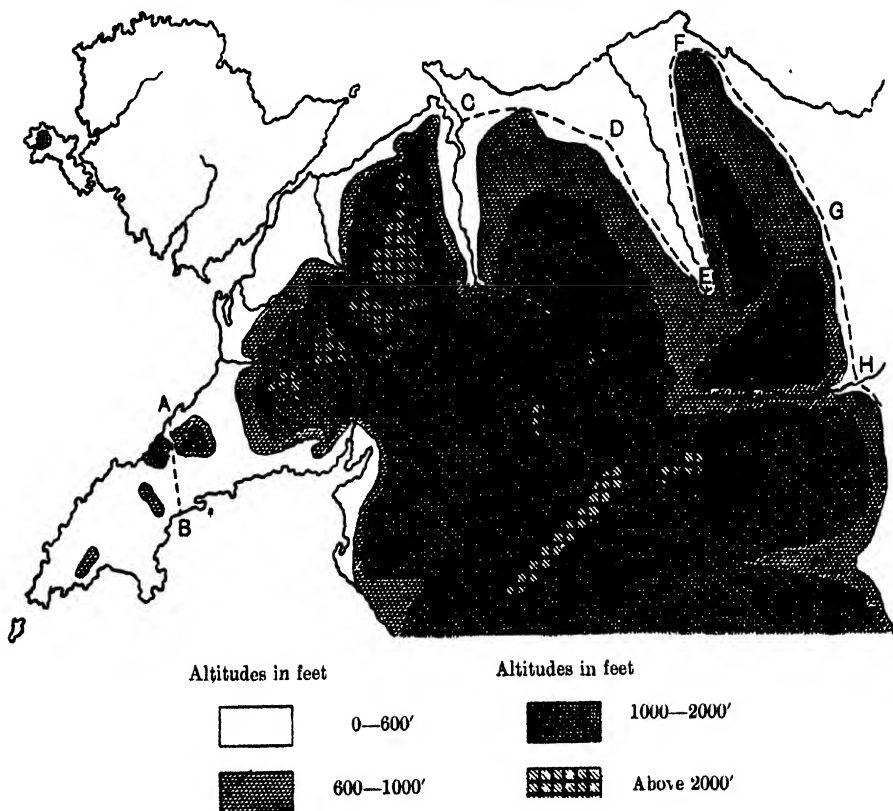 F
C
D
G
E
H
A
B
Altitudes in feet
Altitudes in feet
0—600'
1000—2000'
600—1000'
Above 2000'